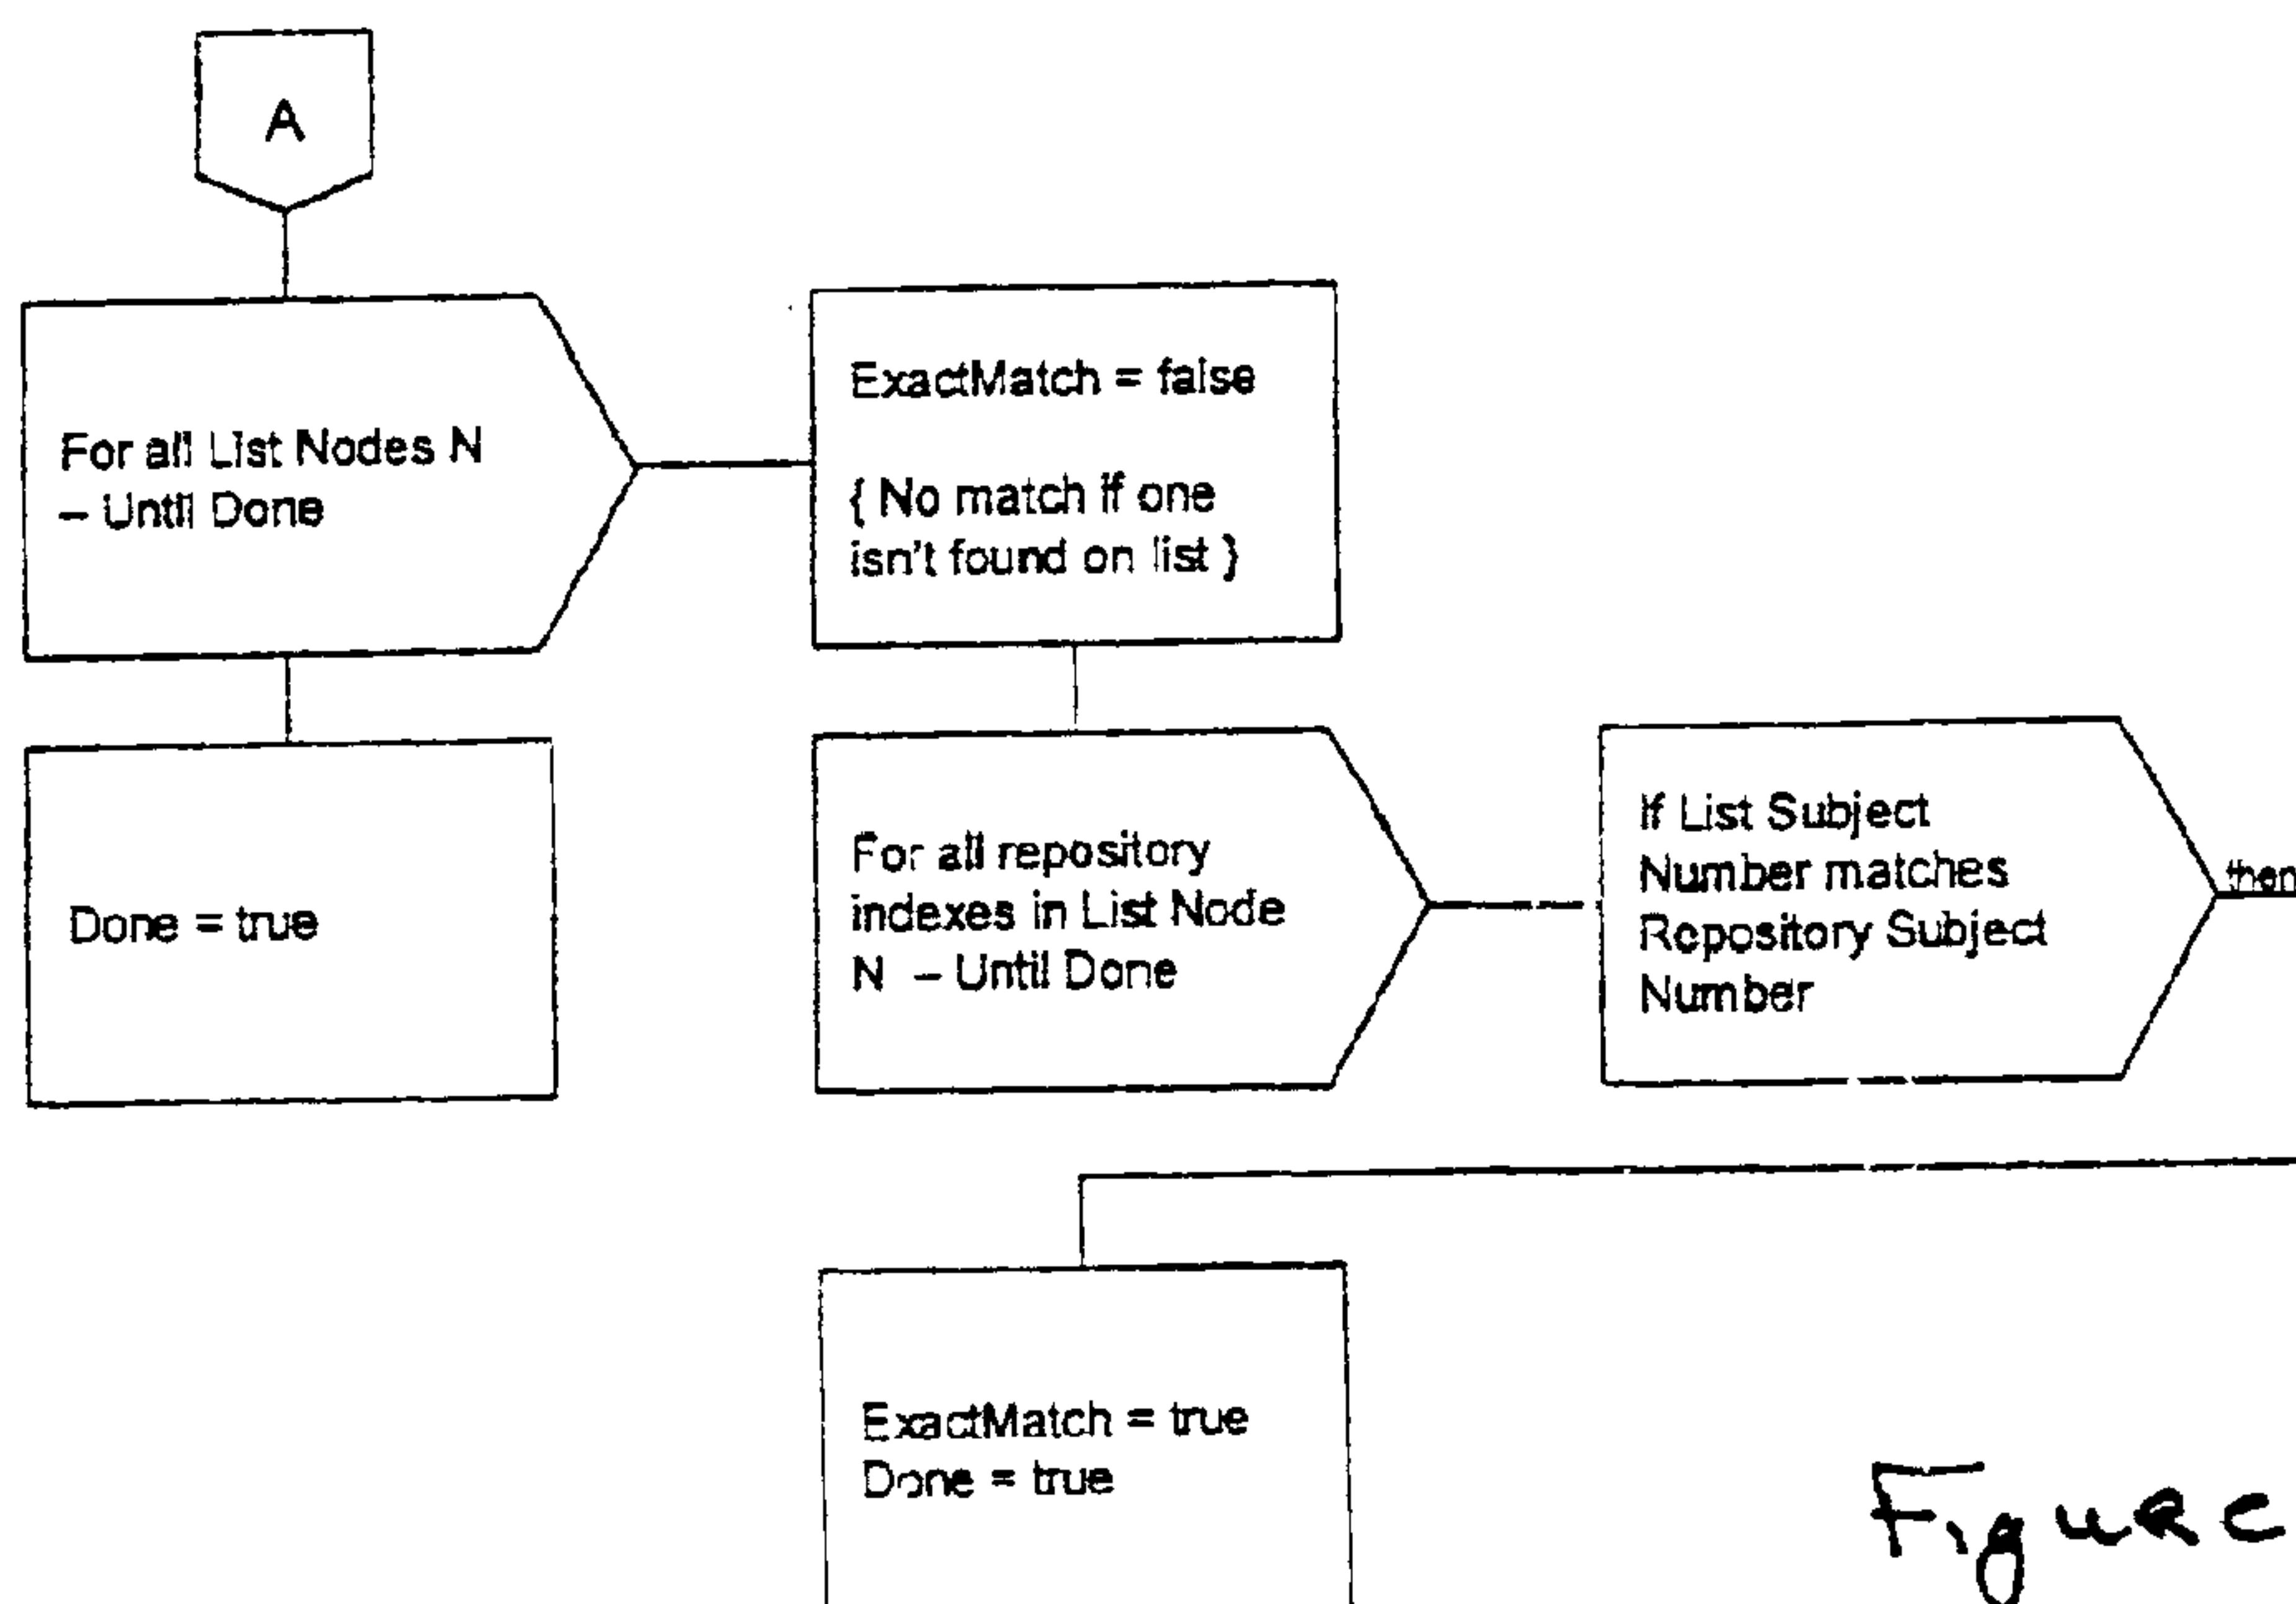 A
For all List Nodes N
– Until Done
ExactMatch = false
{ No match if one
isn't found on list }
Done = true
For all repository
indexes in List Node
N – Until Done
If List Subject
Number matches
Repository Subject
Number
then
ExactMatch = true
Done = true
Figure